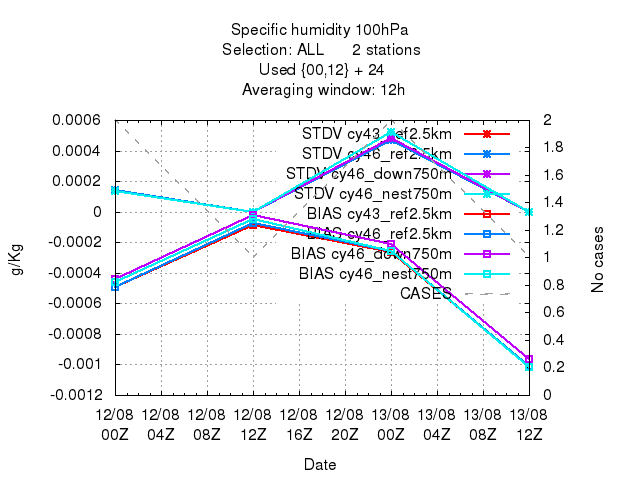 Specific humidity 100hPa
Selection: ALL 2 stations
Used {00,12} + 24
Averaging window: 12h
0.0006
0.0004
0.0002
0
-0.0002
-0.0004
-0.0006
-0.0008
-0.001
-0.0012
g/Kg
STDV cy43_ref2.5km
STDV cy46_ref2.5km
STDV cy46_down750m
STDV cy46_nest750m
BIAS cy43_ref2.5km
BIAS cy46_ref2.5km
BIAS cy46_down750m
BIAS cy46_nest750m
CASES
2
1.8
1.6
1.4
1.2
1
0.8
0.6
0.4
0.2
0
No cases
12/08 12/08 12/08 12/08 12/08 12/08 13/08 13/08 13/08 13/08
00Z 04Z 08Z 12Z 16Z 20Z 00Z 04Z 08Z 12Z
Date